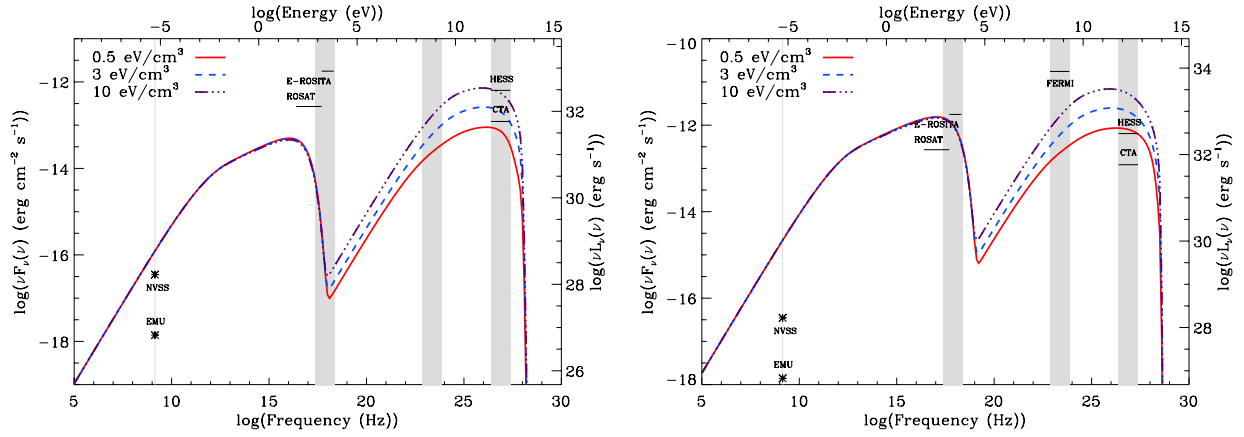 log(Energy (eV))
-5 0 5 10 15
0.5 eV/cm³
3 eV/cm³
10 eV/cm³
E-ROSITA
ROSAT
HESS
CTA
NVSS
EMU
-12
-14
-16
-18
log(νFν(ν) (erg cm⁻² s⁻¹)
32
30
28
26
log(νLν(ν) (erg s⁻¹)
5 10 15 20 25 30
log(Frequency (Hz))
log(Energy (eV))
-5 0 5 10 15
0.5 eV/cm³
3 eV/cm³
10 eV/cm³
FERMI
E-ROSITA
ROSAT
HESS
CTA
NVSS
EMU
-10
-12
-14
-16
-18
log(νFν(ν) (erg cm⁻² s⁻¹)
34
32
30
28
log(νLν(ν) (erg s⁻¹)
5 10 15 20 25 30
log(Frequency (Hz))